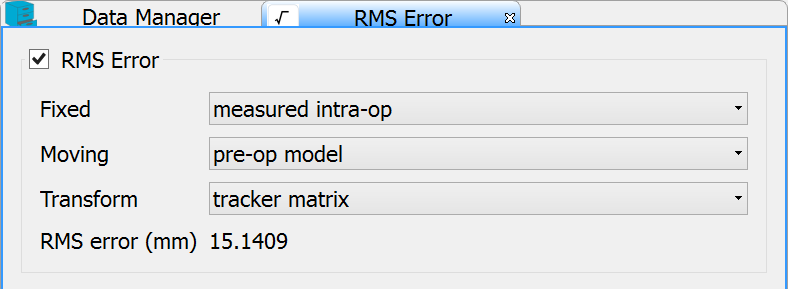 Data Manager √ RMS Error
RMS Error
Fixed measured intra-op
Moving pre-op model
Transform tracker matrix
RMS error (mm) 15.1409